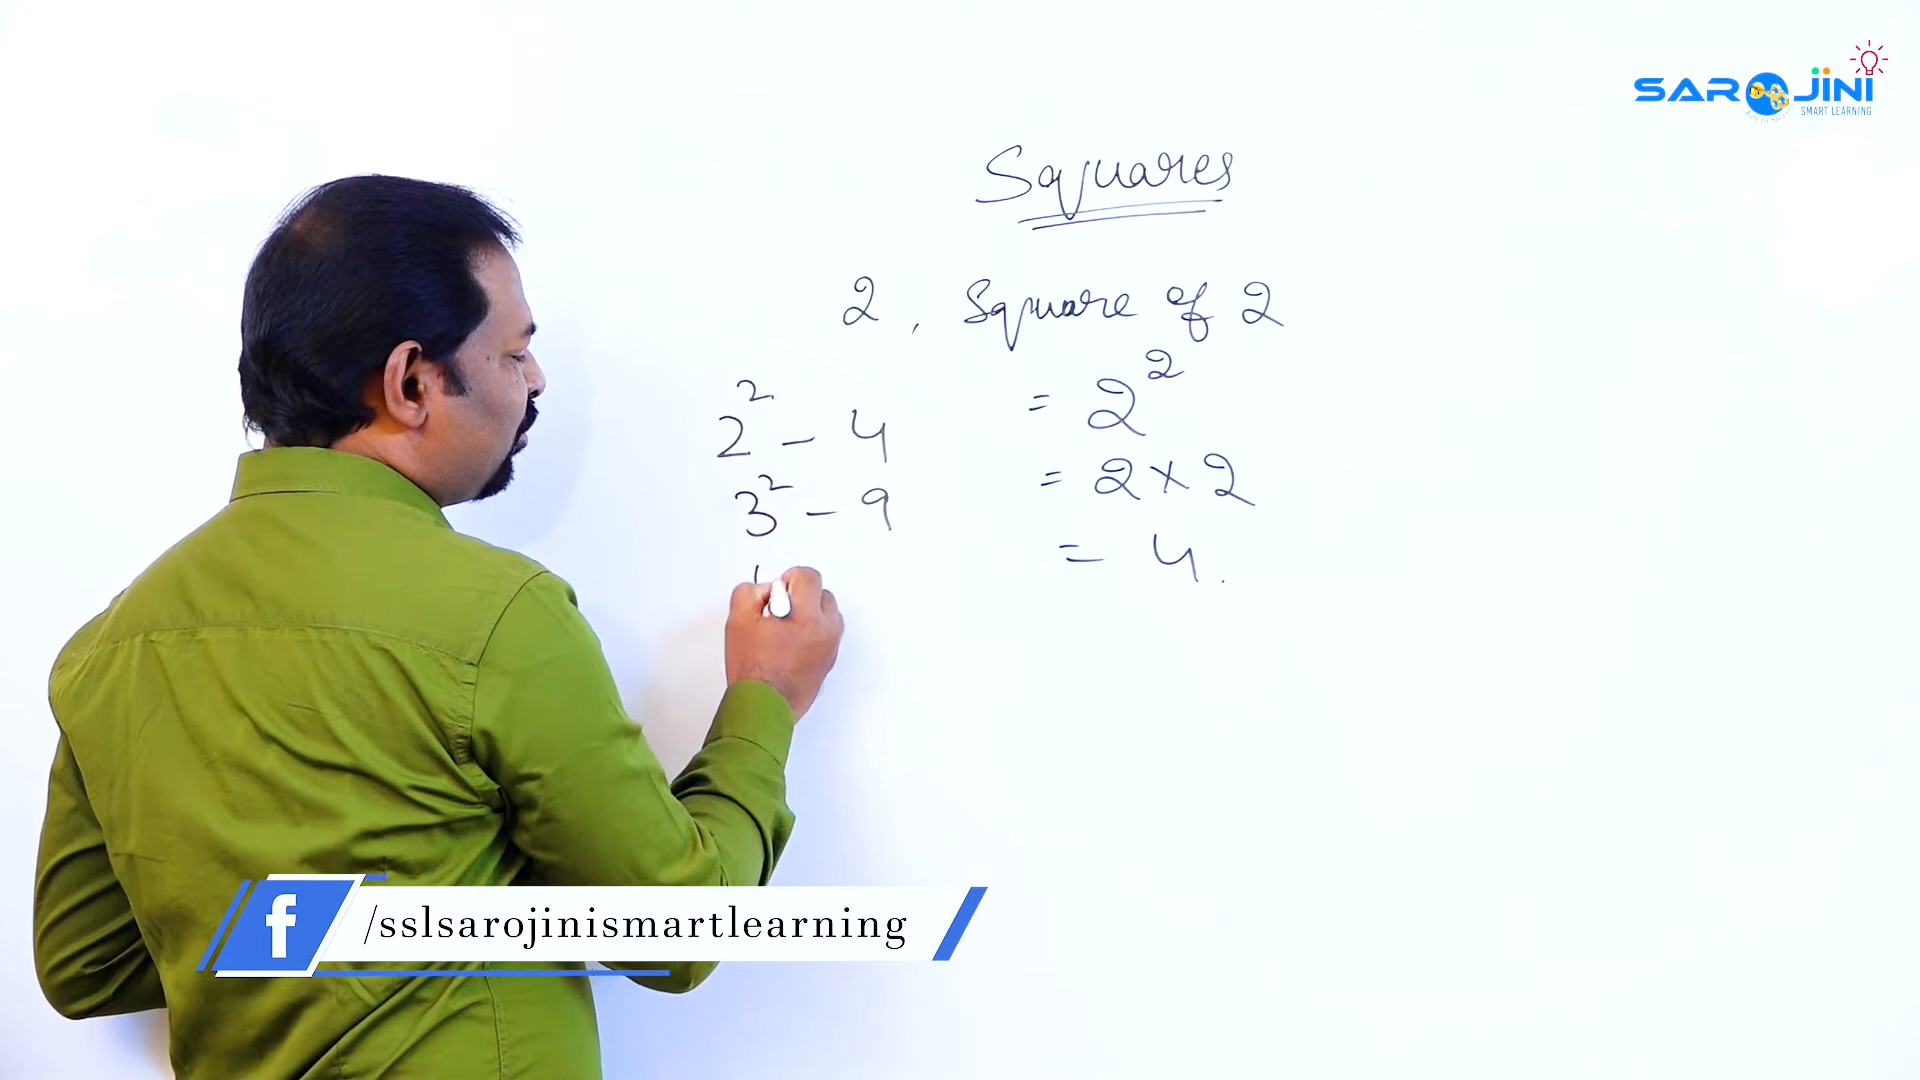 SAROJINI
SMART LEARNING
Squares
2, Square of 2
= 2²
= 2 × 2
= 4.
2² – 4
3² – 9
f /sslsarojinismartlearning